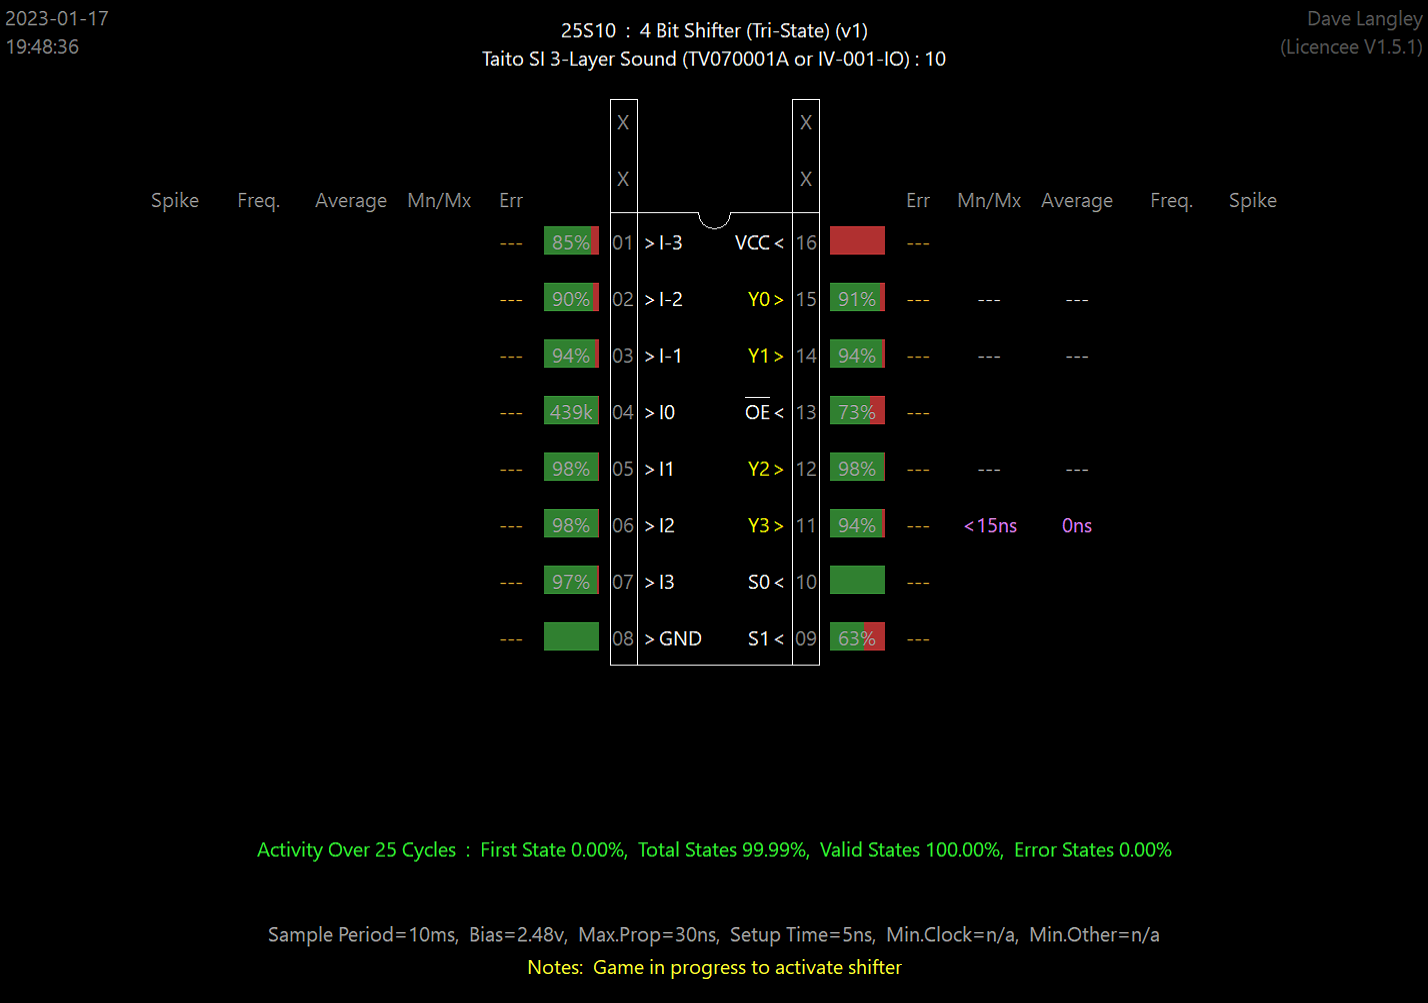 2023-01-17
19:48:36
25S10 : 4 Bit Shifter (Tri-State) (v1)
Taito SI 3-Layer Sound (TV070001A or IV-001-IO) : 10
Dave Langley
(Licencee V1.5.1)
X X
X X
Spike Freq. Average Mn/Mx Err Err Mn/Mx Average Freq. Spike
--- 85% 01 >I-3 VCC< 16 ---
--- 90% 02 >I-2 Y0> 15 91% --- --- ---
--- 94% 03 >I-1 Y1> 14 94% --- --- ---
--- 439k 04 >I0 OE< 13 73% ---
--- 98% 05 >I1 Y2> 12 98% --- --- ---
--- 98% 06 >I2 Y3> 11 94% --- <15ns 0ns
--- 97% 07 >I3 S0< 10 ---
--- 08 >GND S1< 09 63% ---
Activity Over 25 Cycles : First State 0.00%, Total States 99.99%, Valid States 100.00%, Error States 0.00%
Sample Period=10ms, Bias=2.48v, Max.Prop=30ns, Setup Time=5ns, Min.Clock=n/a, Min.Other=n/a
Notes: Game in progress to activate shifter